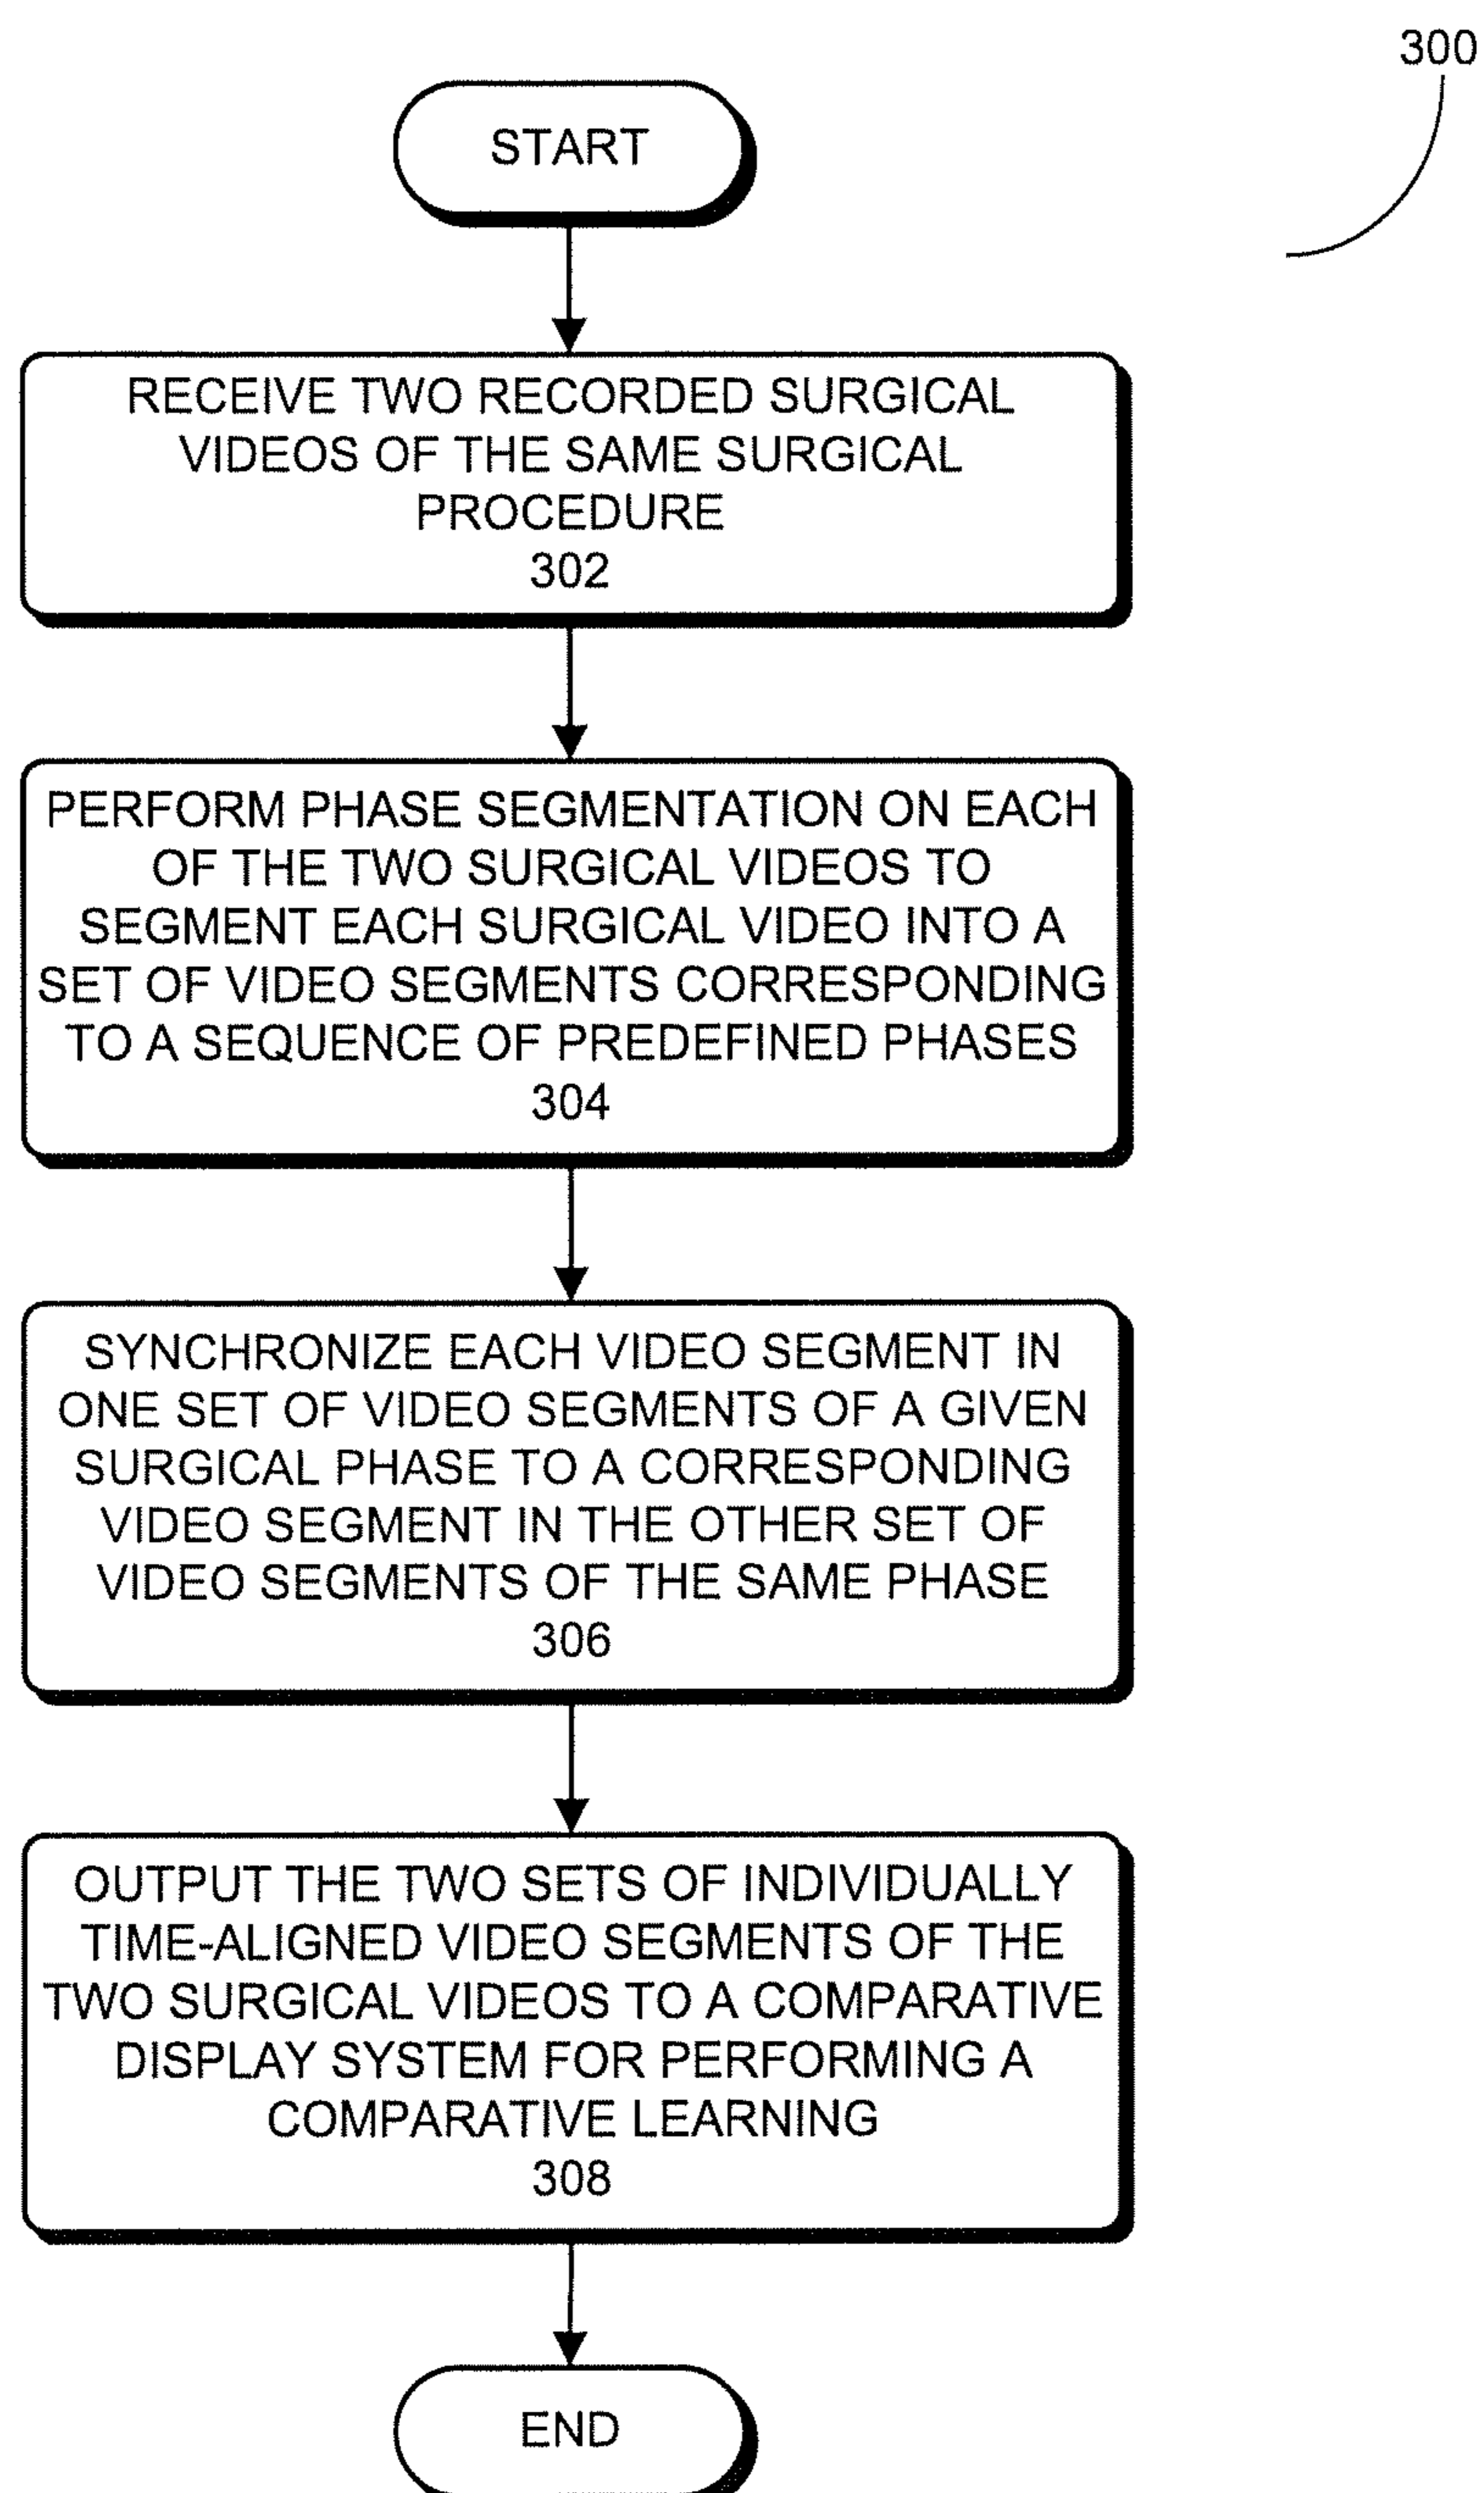 300
START
RECEIVE TWO RECORDED SURGICAL
VIDEOS OF THE SAME SURGICAL
PROCEDURE
302
PERFORM PHASE SEGMENTATION ON EACH
OF THE TWO SURGICAL VIDEOS TO
SEGMENT EACH SURGICAL VIDEO INTO A
SET OF VIDEO SEGMENTS CORRESPONDING
TO A SEQUENCE OF PREDEFINED PHASES
304
SYNCHRONIZE EACH VIDEO SEGMENT IN
ONE SET OF VIDEO SEGMENTS OF A GIVEN
SURGICAL PHASE TO A CORRESPONDING
VIDEO SEGMENT IN THE OTHER SET OF
VIDEO SEGMENTS OF THE SAME PHASE
306
OUTPUT THE TWO SETS OF INDIVIDUALLY
TIME-ALIGNED VIDEO SEGMENTS OF THE
TWO SURGICAL VIDEOS TO A COMPARATIVE
DISPLAY SYSTEM FOR PERFORMING A
COMPARATIVE LEARNING
308
END